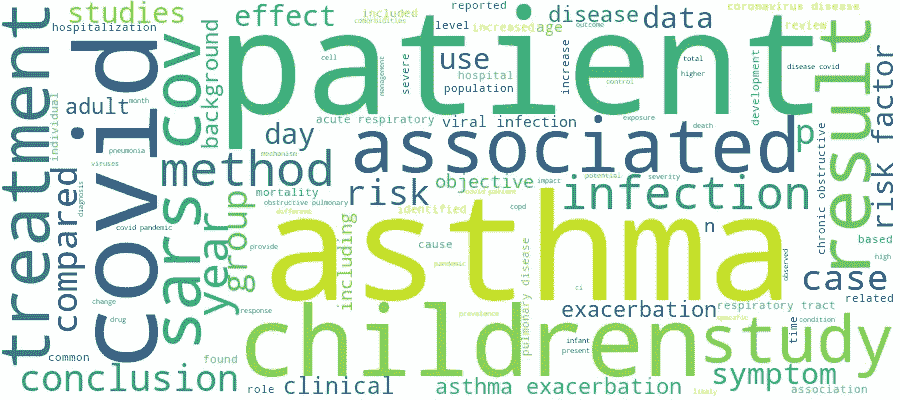 studies
hospitalization
effect
included
reported
level
increased
age
disease
data
coronavirus disease
review
treatment
covid
cov
background
patient
cell
management
severe
use
hospital
population
increase
outcome
control
total
higher
development
disease covid
result
risk factor
individual
adult
month
pneumonia
viruses
day
acute respiratory
viral infection
exposure
death
associated
p
mechanism
method
compared
diagnosis
mortality
obstructive pulmonary
risk
objective
impact
potential
severity
infection
chronic obstructive
sars
year
group
covid pandemic
provide
including
identified
copd
cause
pandemic
asthma
n
observed
pulmonary disease
ci
based
high
case
related
change
drug
response
prevalence
exacerbation
respiratory tract
time
condition
children
infant
present
study
common
found
conclusion
role
clinical
asthma exacerbation
likely
symptom
association